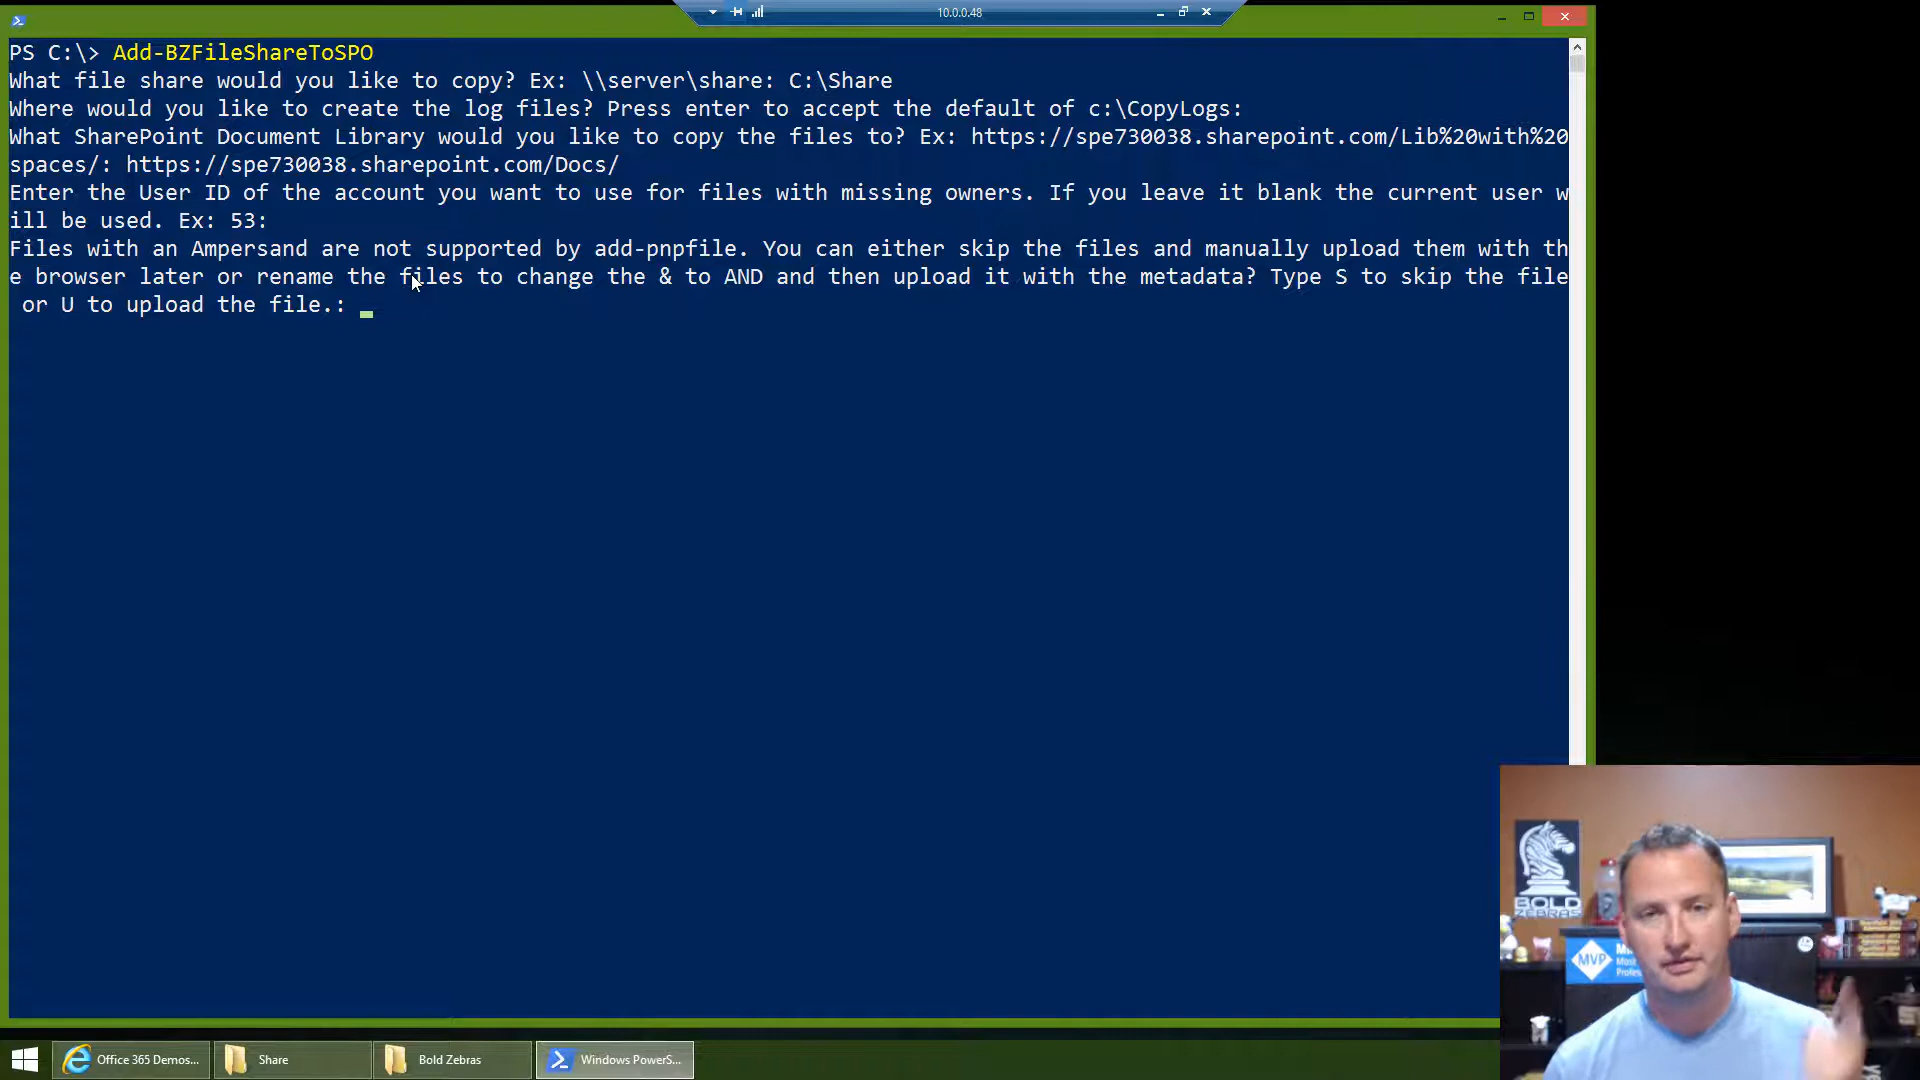 10.0.0.48
PS C:\> Add-BZFileShareToSPO
What file share would you like to copy? Ex: \\server\share: C:\Share
Where would you like to create the log files? Press enter to accept the default of c:\CopyLogs:
What SharePoint Document Library would you like to copy the files to? Ex: https://spe730038.sharepoint.com/Lib%20with%20
spaces/: https://spe730038.sharepoint.com/Docs/
Enter the User ID of the account you want to use for files with missing owners. If you leave it blank the current user w
ill be used. Ex: 53:
Files with an Ampersand are not supported by add-pnpfile. You can either skip the files and manually upload them with th
e browser later or rename the files to change the & to AND and then upload it with the metadata? Type S to skip the file
 or U to upload the file.:
BOLD
ZEBRAS
MVP
Office 365 Demos...
Share
Bold Zebras
Windows PowerS...